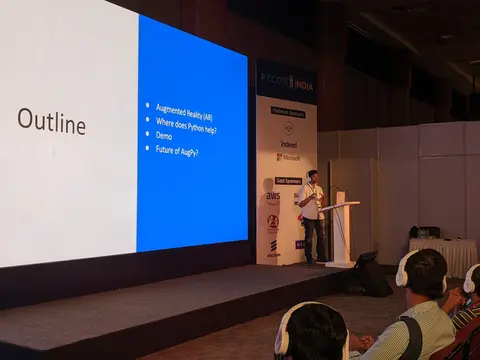 Outline
● Augmented Reality (AR)
● Where does Python help?
● Demo
● Future of AugPy?
PYCON INDIA
Platinum Sponsors
indeed
Microsoft
Gold Sponsors
aws